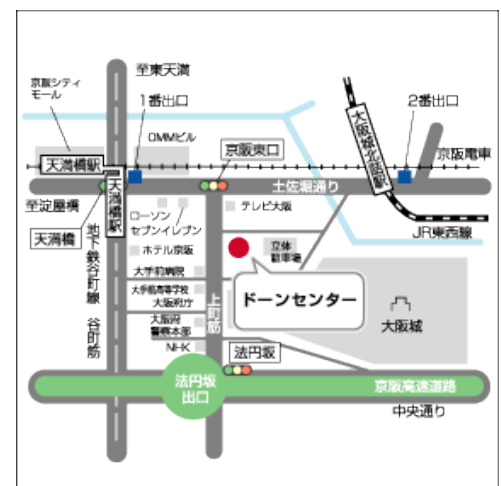 至東天満
京阪シティ
モール
1番出口
2番出口
OMMビル
京阪東口
大阪城北詰駅
京阪電車
天満橋駅
天満橋駅
土佐堀通り
至淀屋橋
ローソン
セブンイレブン
テレビ大阪
JR東西線
天満橋
地下鉄谷町線
谷町筋
ホテル京阪
立体
駐車場
大手前病院
大手前高等学校
大阪府庁
上町筋
ドーンセンター
大阪城
大阪府
警察本部
NHK
法円坂
法円坂
出口
京阪高速道路
中央通り